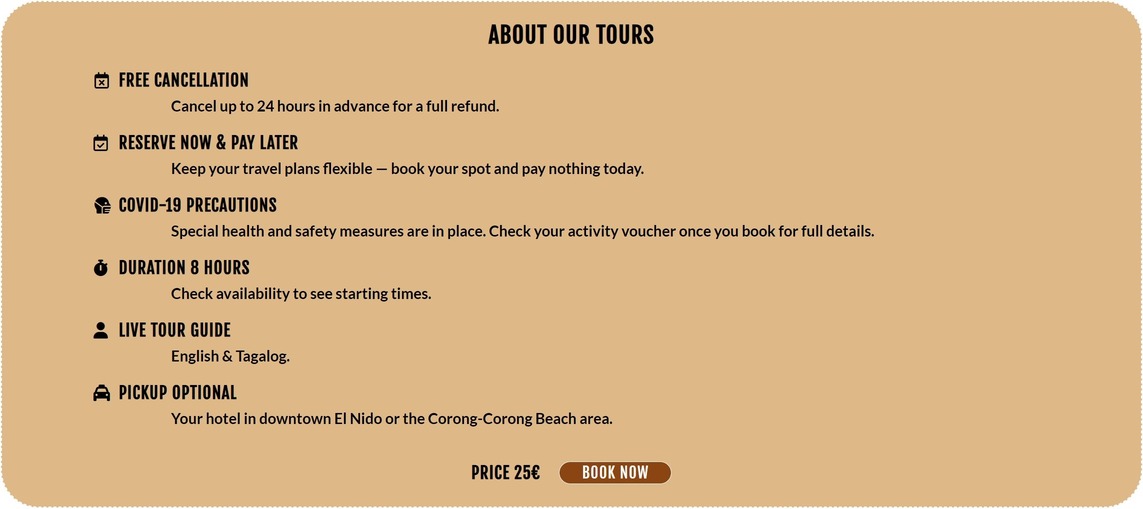 ABOUT OUR TOURS
FREE CANCELLATION
Cancel up to 24 hours in advance for a full refund.
RESERVE NOW & PAY LATER
Keep your travel plans flexible — book your spot and pay nothing today.
COVID-19 PRECAUTIONS
Special health and safety measures are in place. Check your activity voucher once you book for full details.
DURATION 8 HOURS
Check availability to see starting times.
LIVE TOUR GUIDE
English & Tagalog.
PICKUP OPTIONAL
Your hotel in downtown El Nido or the Corong-Corong Beach area.
PRICE 25€ BOOK NOW